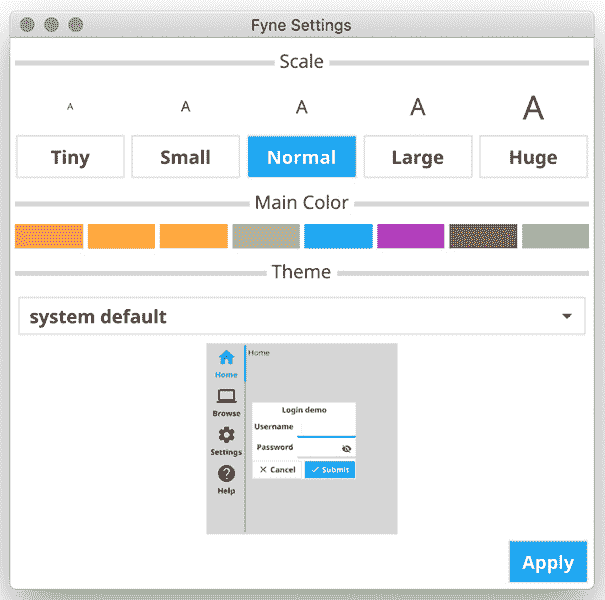 Fyne Settings
Scale
A A A A A
Tiny Small Normal Large Huge
Main Color
Theme
system default
Home
Home
Browse
Settings
Help
Login demo
Username
Password
Cancel Submit
Apply